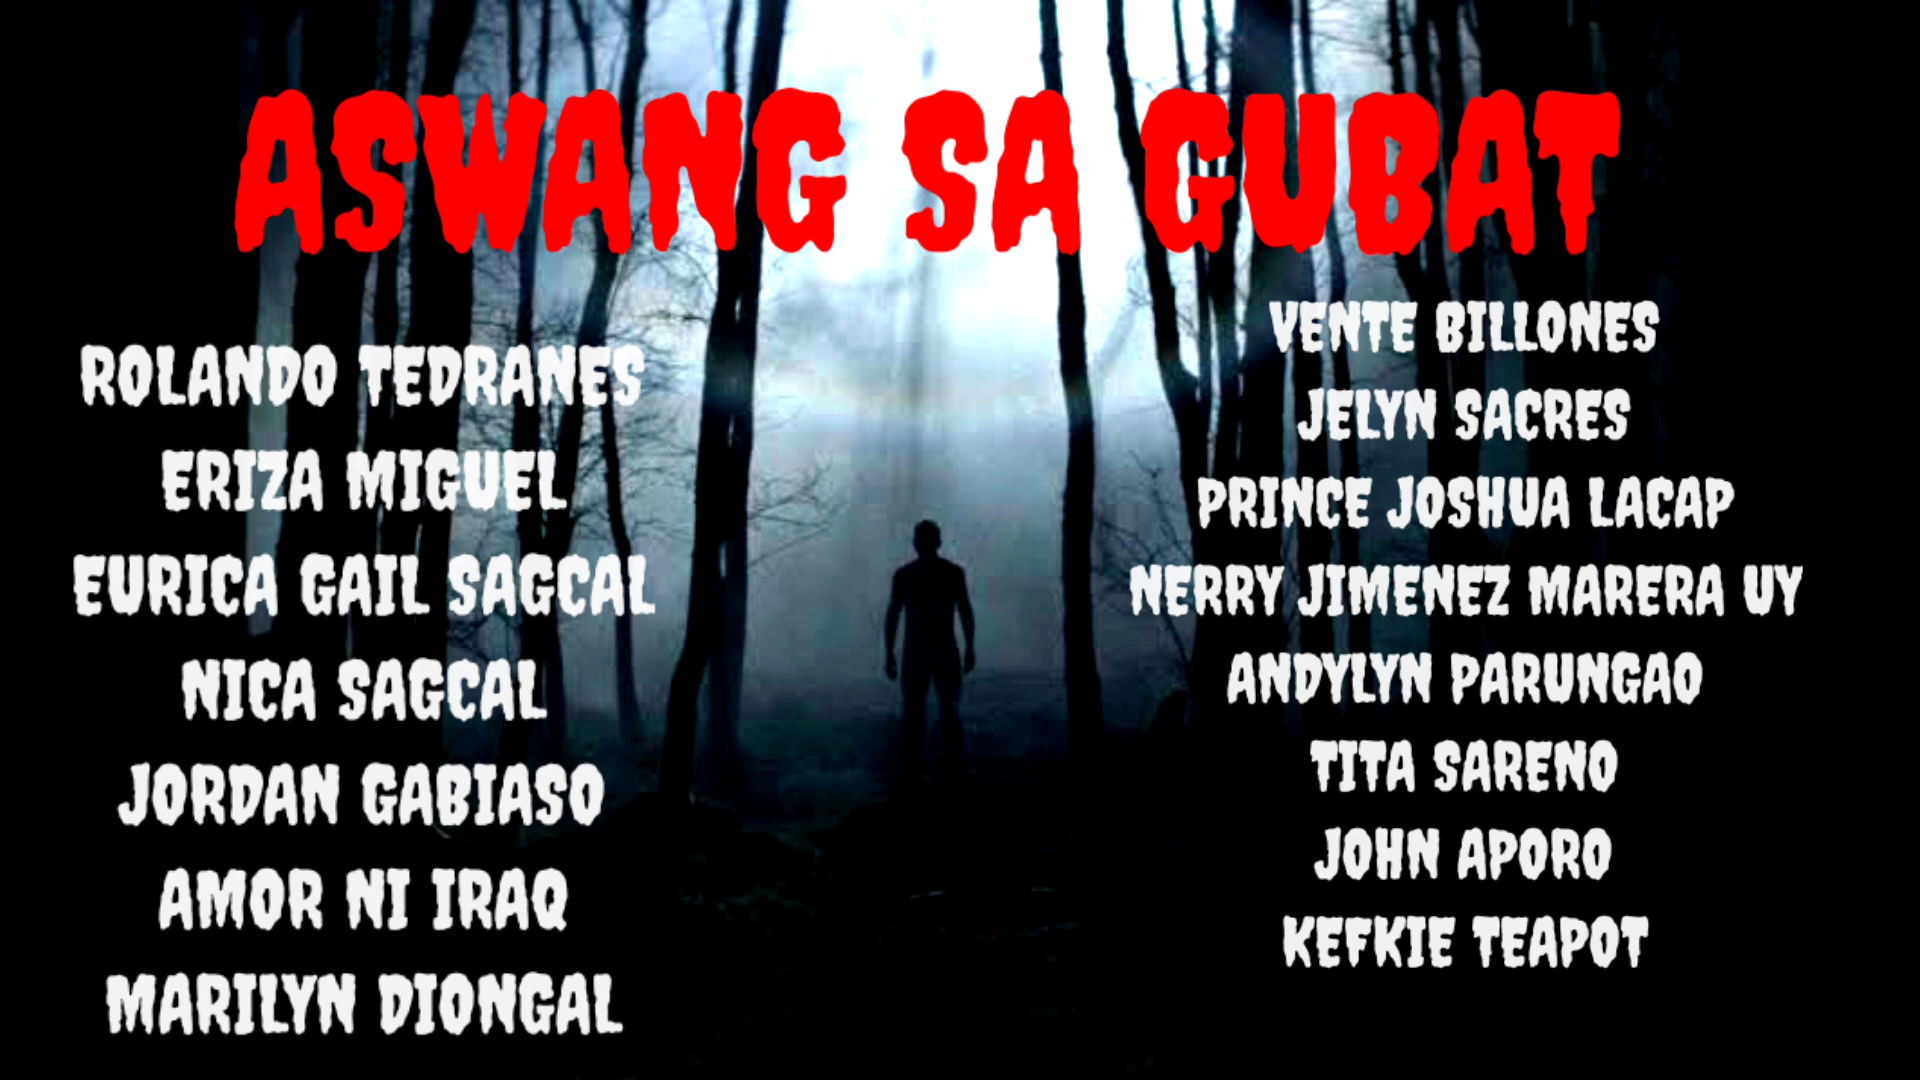 ASWANG SA GUBAT
ROLANDO TEDRANES
ERIZA MIGUEL
EURICA GAIL SAGCAL
NICA SAGCAL
JORDAN GABIASO
AMOR NI IRAQ
MARILYN DIONGAL
VENTE BILLONES
JELYN SACRES
PRINCE JOSHUA LACAP
NERRY JIMENEZ MARERA UY
ANDYLYN PARUNGAO
TITA SARENO
JOHN APORO
KEFKIE TEAPOT